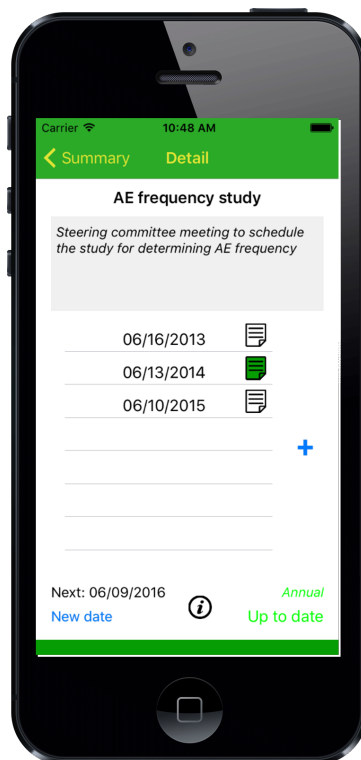 Carrier 10:48 AM
Summary Detail
AE frequency study
Steering committee meeting to schedule
the study for determining AE frequency
06/16/2013
06/13/2014
06/10/2015
+
Next: 06/09/2016 Annual
New date i Up to date